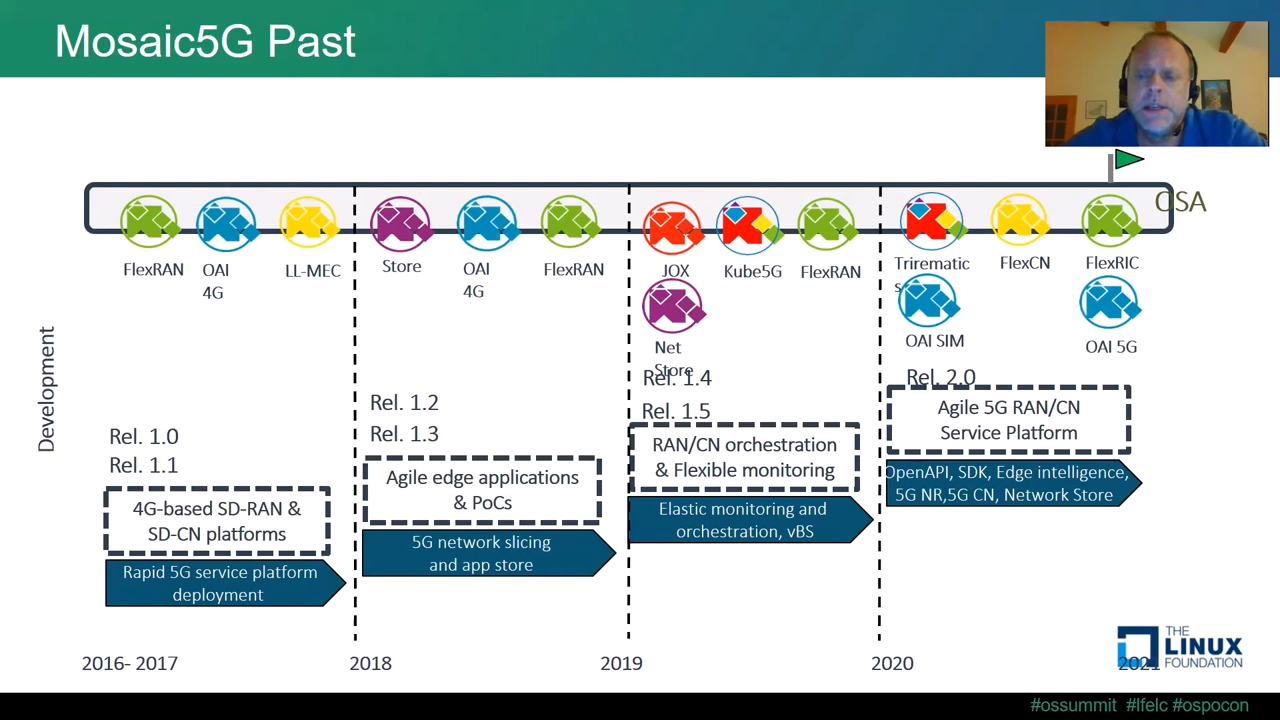 Mosaic5G Past
OSA
FlexRAN
OAI
4G
LL-MEC
Store
OAI
4G
FlexRAN
JOX
Kube5G
FlexRAN
Net
Store
Trirematic
s
FlexCN
FlexRIC
OAI SIM
OAI 5G
Development
Rel. 1.0
Rel. 1.1
4G-based SD-RAN &
SD-CN platforms
Rapid 5G service platform
deployment
Rel. 1.2
Rel. 1.3
Agile edge applications
& PoCs
5G network slicing
and app store
Rel. 1.4
Rel. 1.5
RAN/CN orchestration
& Flexible monitoring
Elastic monitoring and
orchestration, vBS
Rel. 2.0
Agile 5G RAN/CN
Service Platform
OpenAPI, SDK, Edge intelligence,
5G NR,5G CN, Network Store
2016- 2017
2018
2019
2020
2021
THE
LINUX
FOUNDATION
#ossummit #lfelc #ospocon